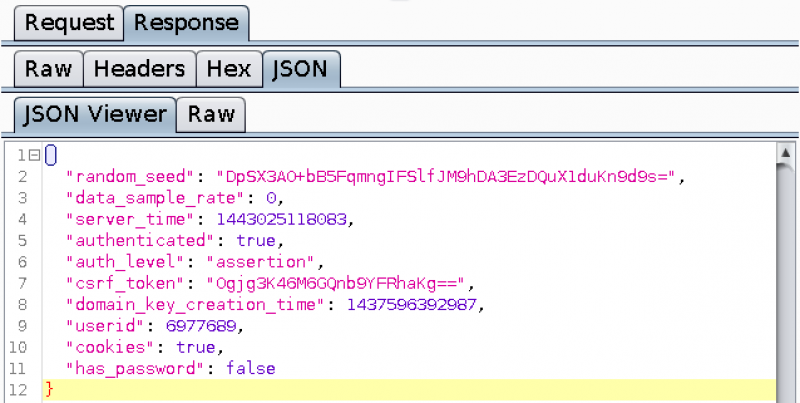 Request Response
Raw Headers Hex JSON
JSON Viewer Raw
1 {
2 "random_seed": "DpSX3AO+bB5FqmngIFSlfJM9hDA3EzDQuX1duKn9d9s=",
3 "data_sample_rate": 0,
4 "server_time": 1443025118083,
5 "authenticated": true,
6 "auth_level": "assertion",
7 "csrf_token": "Ogjg3K46M6GQnb9YFRhaKg==",
8 "domain_key_creation_time": 1437596392987,
9 "userid": 6977689,
10 "cookies": true,
11 "has_password": false
12 }